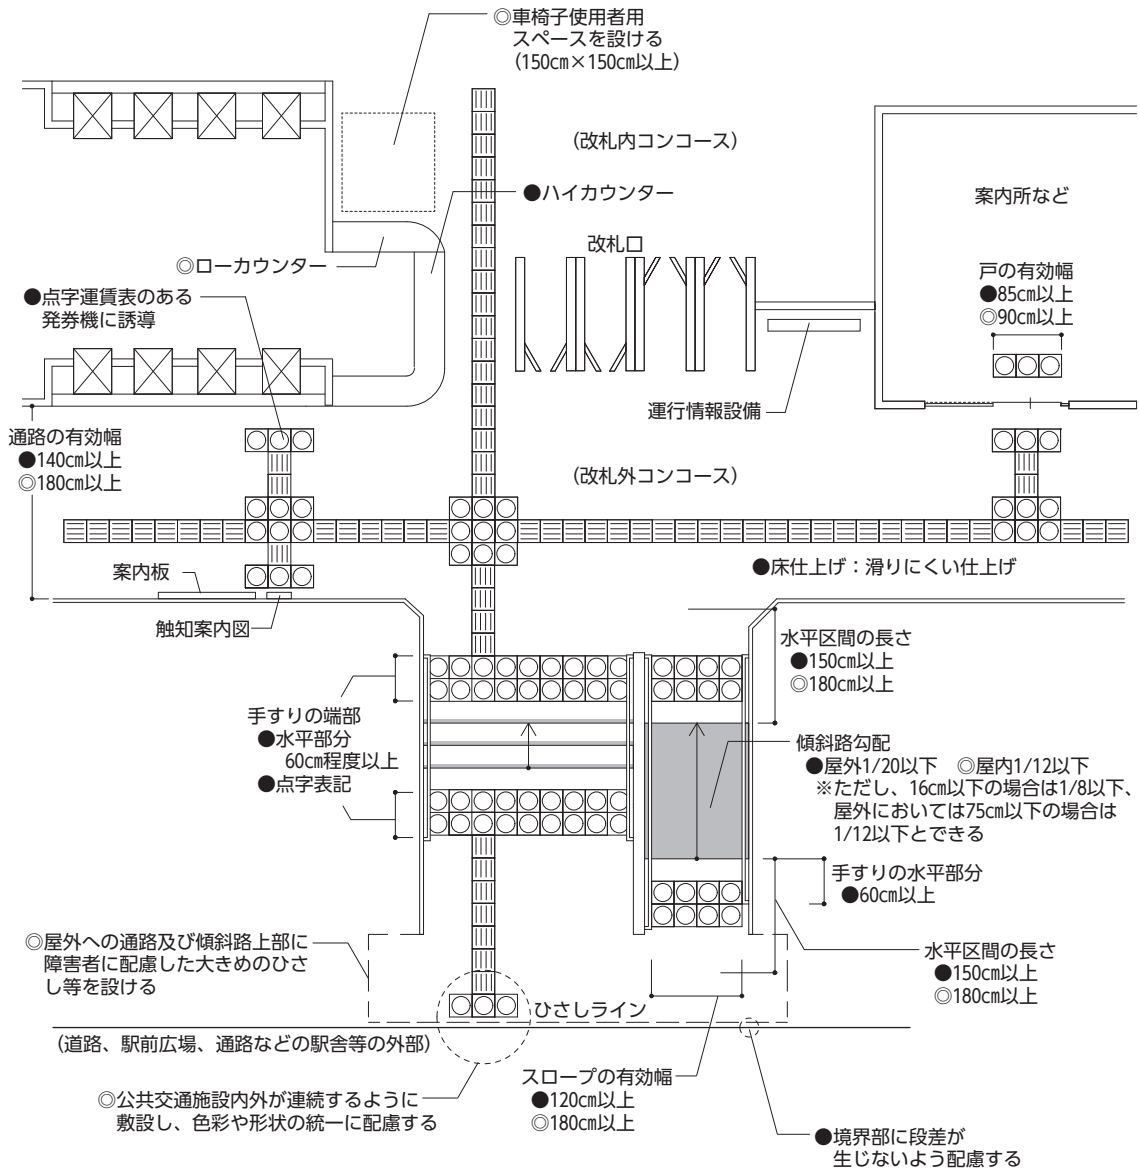 ◎車椅子使用者用
スペースを設ける
(150cm×150cm以上)
(改札内コンコース)
●ハイカウンター
案内所など
改札口
◎ローカウンター
戸の有効幅
●85cm以上
◎90cm以上
●点字運賃表のある
発券機に誘導
運行情報設備
通路の有効幅
●140cm以上
◎180cm以上
(改札外コンコース)
●床仕上げ：滑りにくい仕上げ
案内板
触知案内図
水平区間の長さ
●150cm以上
◎180cm以上
手すりの端部
●水平部分
60cm程度以上
●点字表記
傾斜路勾配
●屋外1/20以下 ◎屋内1/12以下
※ただし、16cm以下の場合は1/8以下、
屋外においては75cm以下の場合は
1/12以下とできる
手すりの水平部分
●60cm以上
◎屋外への通路及び傾斜路上部に
障害者に配慮した大きめのひさ
し等を設ける
水平区間の長さ
●150cm以上
◎180cm以上
ひさしライン
(道路、駅前広場、通路などの駅舎等の外部)
スロープの有効幅
●120cm以上
◎180cm以上
◎公共交通施設内外が連続するように
敷設し、色彩や形状の統一に配慮する
●境界部に段差が
生じないよう配慮する